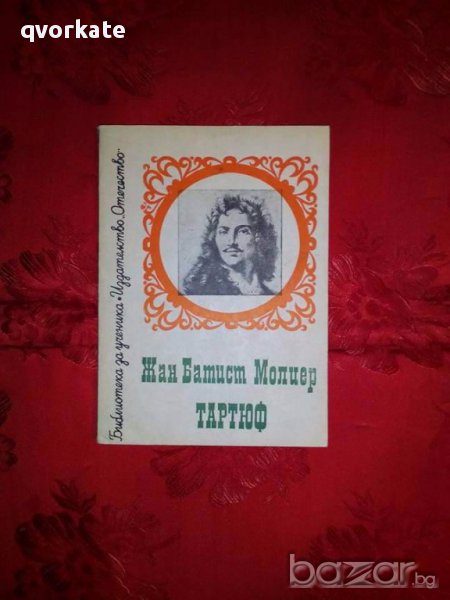 qvorkate
Библиотека за ученика • Издателство „Отечество“
Жан Батист Молиер
ТАРТЮФ
bazar.bg